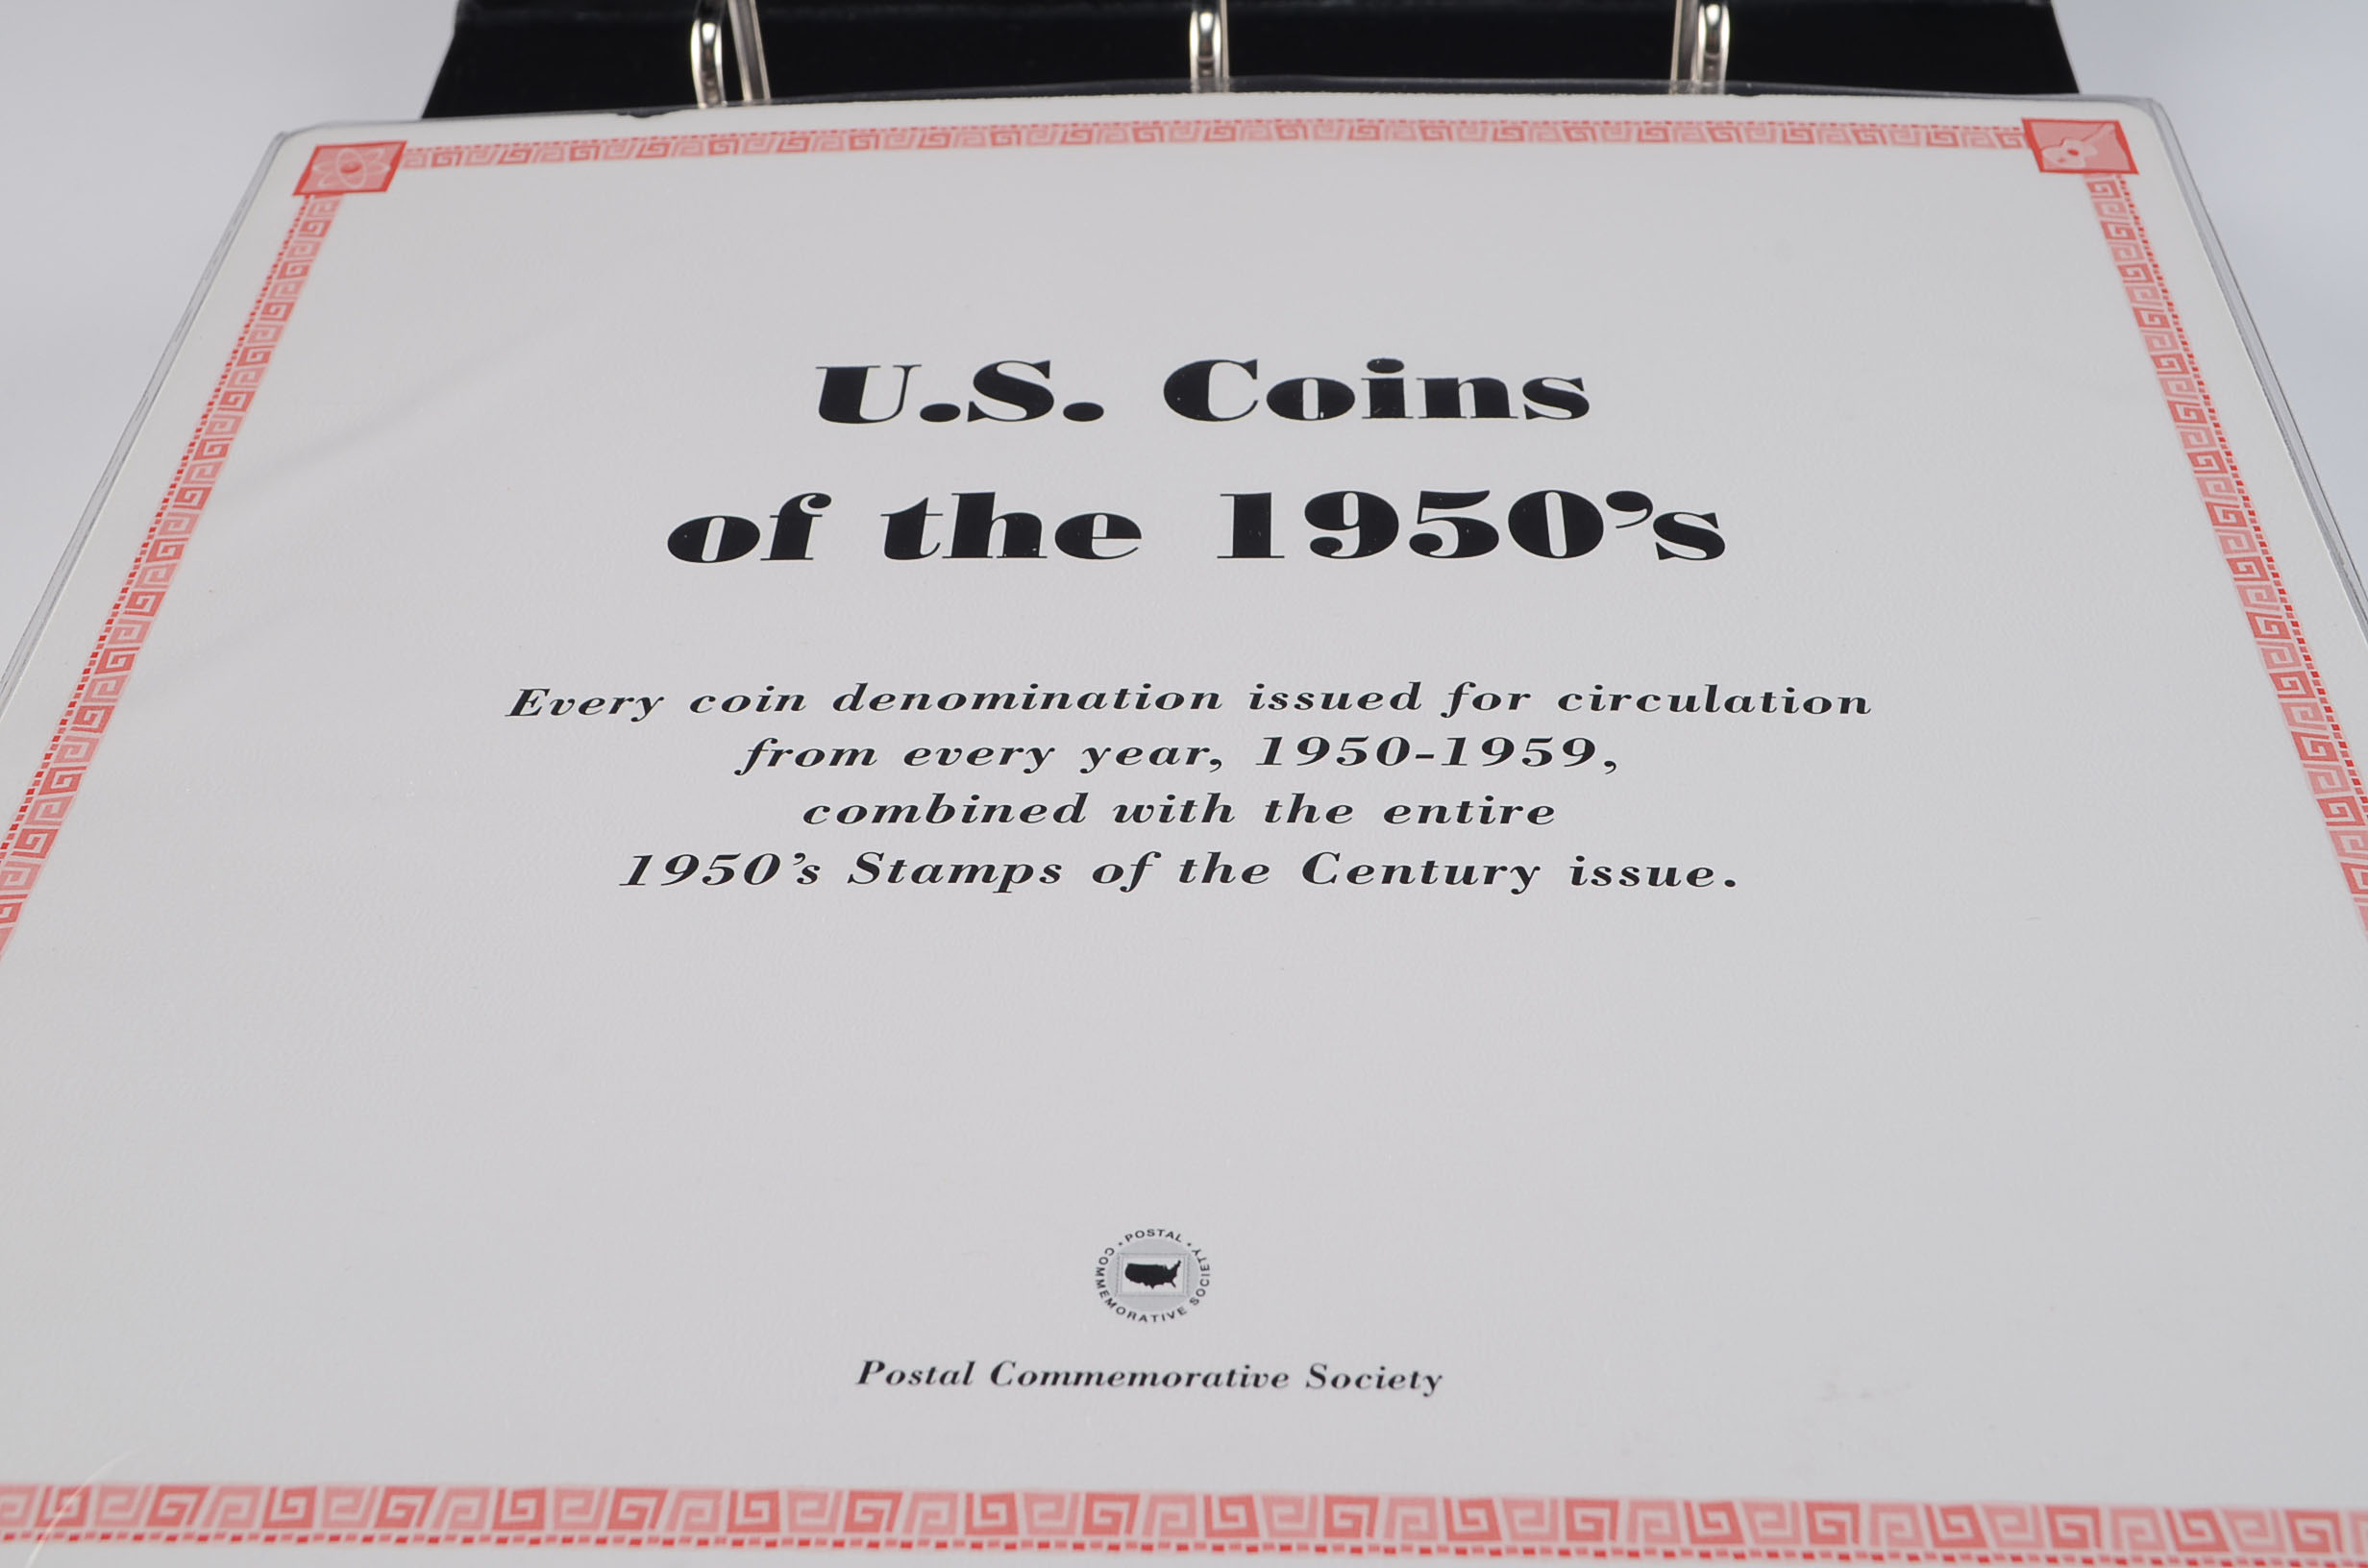 U.S. Coins
of the 1950's
Every coin denomination issued for circulation
from every year, 1950-1959,
combined with the entire
1950's Stamps of the Century issue.
• POSTAL •
COMMEMORATIVE SOCIETY
Postal Commemorative Society